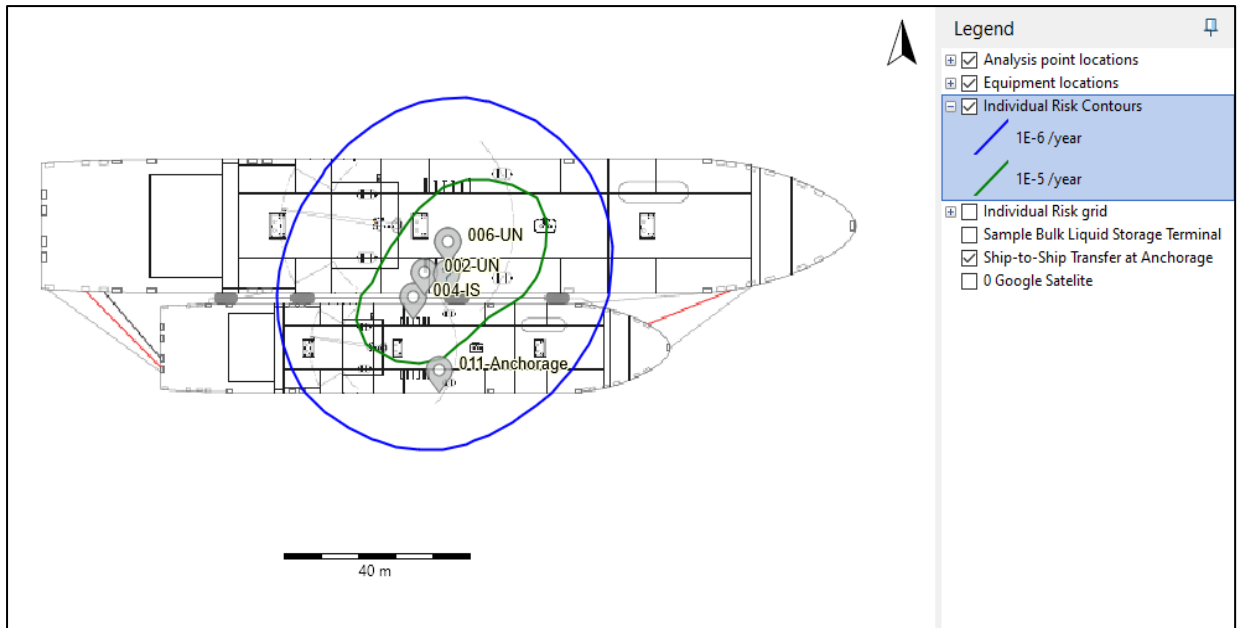 006-UN
002-UN
004-IS
011-Anchorage
40 m
Legend
Analysis point locations
Equipment locations
Individual Risk Contours
1E-6 /year
1E-5 /year
Individual Risk grid
Sample Bulk Liquid Storage Terminal
Ship-to-Ship Transfer at Anchorage
0 Google Satelite